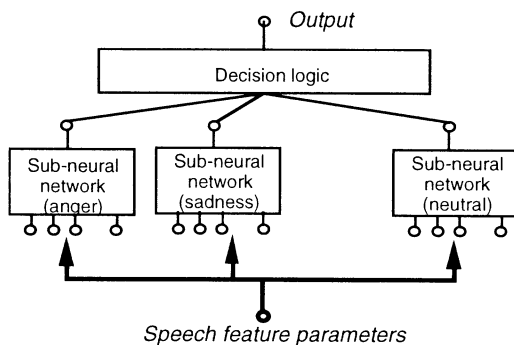 Output
Decision logic
Sub-neural
network
(anger)
Sub-neural
network
(sadness)
Sub-neural
network
(neutral)
Speech feature parameters